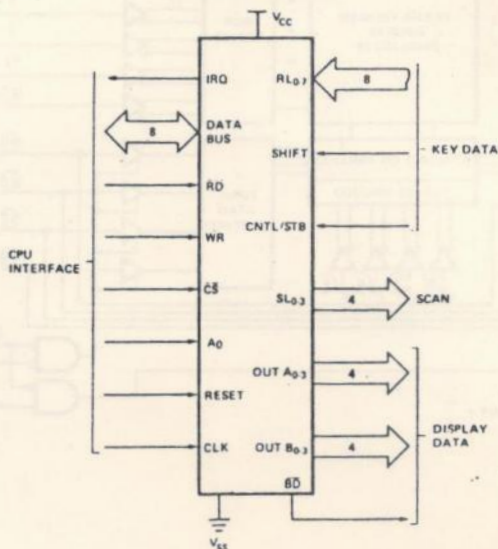 VCC
IRQ
RL0-7
8
8
DATA
BUS
SHIFT
KEY DATA
RD
CNTL/STB
WR
CPU
INTERFACE
CS
SL0-3
4
SCAN
A0
OUT A0-3
4
RESET
DISPLAY
DATA
CLK
OUT B0-3
4
BD
VSS